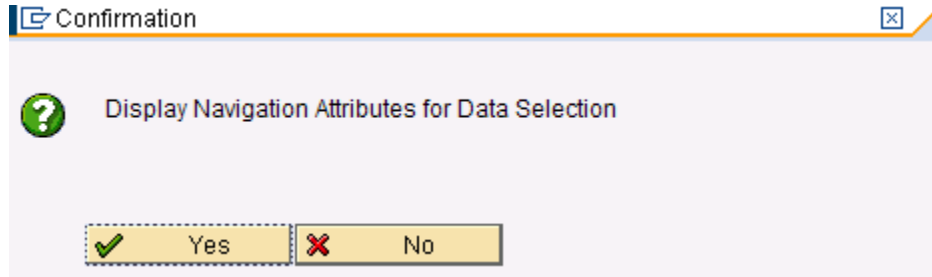 Confirmation
Display Navigation Attributes for Data Selection
Yes No